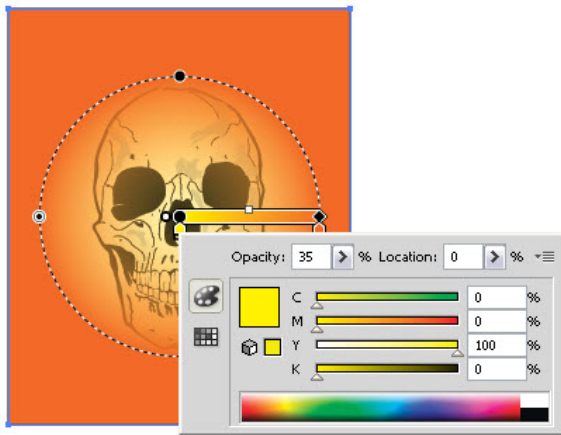 Opacity: 35 % Location: 0 %
C 0 %
M 0 %
Y 100 %
K 0 %